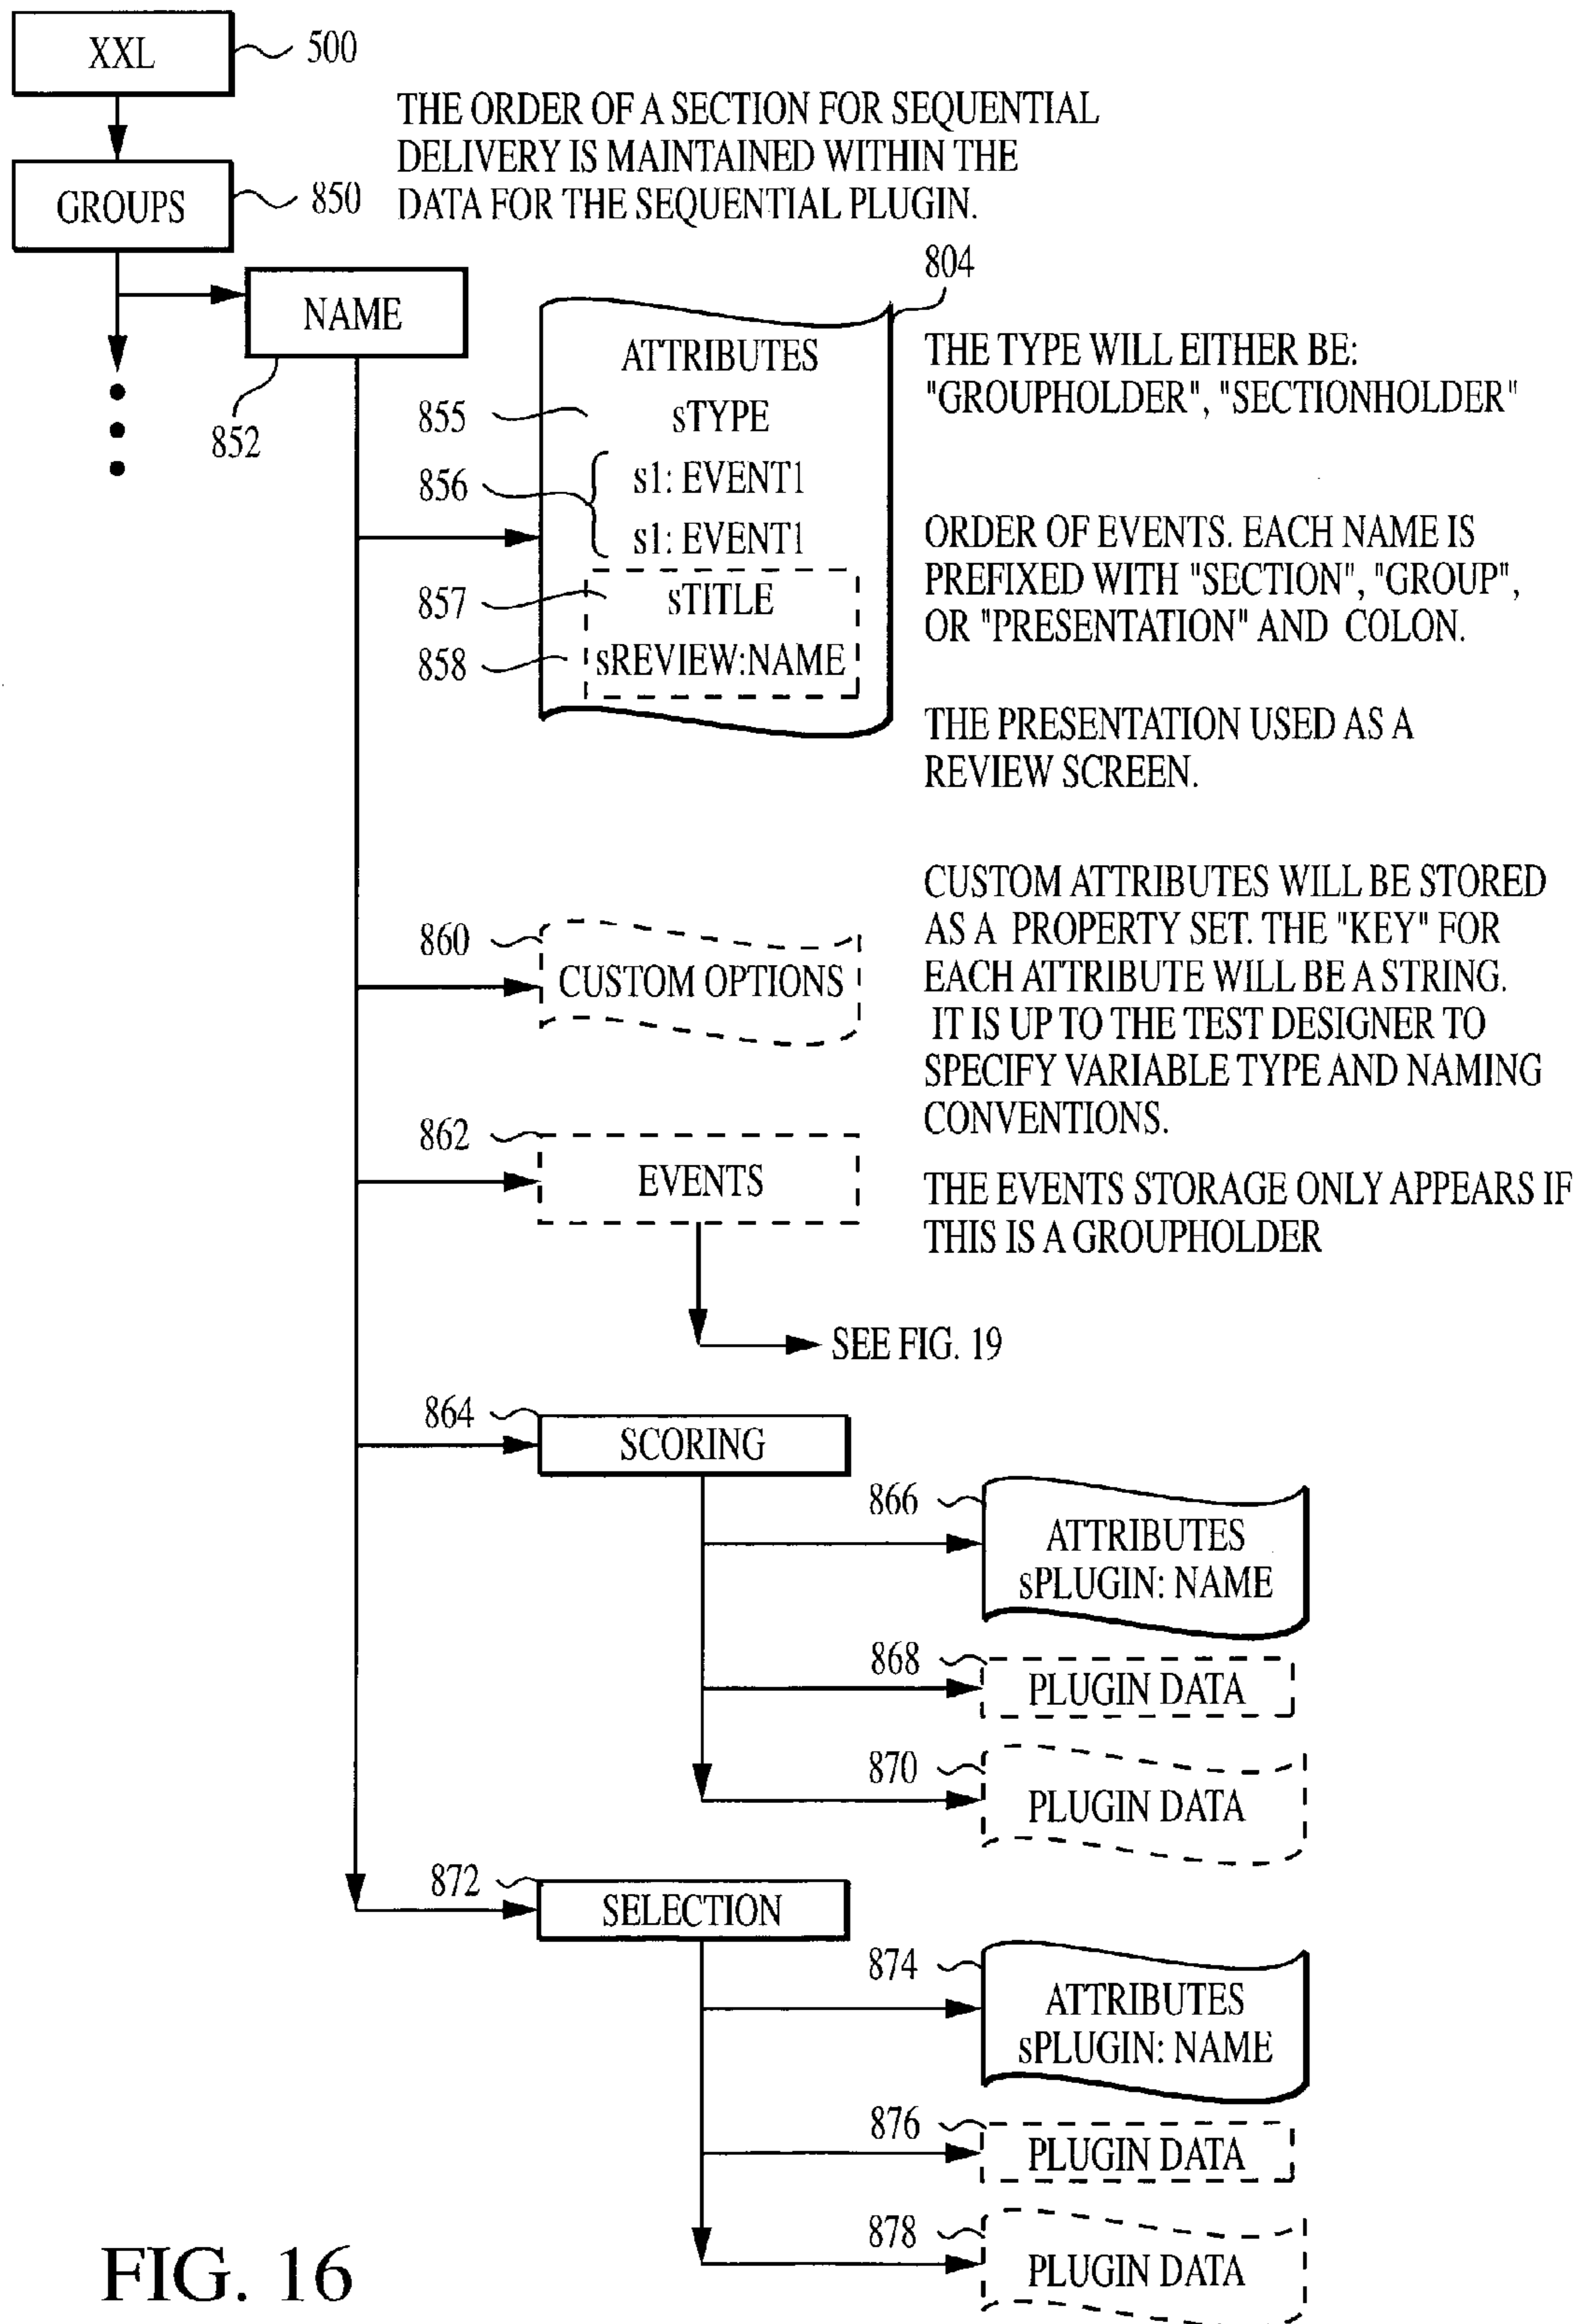 XXL
500
THE ORDER OF A SECTION FOR SEQUENTIAL
DELIVERY IS MAINTAINED WITHIN THE
DATA FOR THE SEQUENTIAL PLUGIN.
GROUPS
850
NAME
852
804
ATTRIBUTES
855
sTYPE
856
s1: EVENT1
s1: EVENT1
857
sTITLE
858
sREVIEW:NAME
THE TYPE WILL EITHER BE:
"GROUPHOLDER", "SECTIONHOLDER"
ORDER OF EVENTS. EACH NAME IS
PREFIXED WITH "SECTION", "GROUP",
OR "PRESENTATION" AND COLON.
THE PRESENTATION USED AS A
REVIEW SCREEN.
860
CUSTOM OPTIONS
CUSTOM ATTRIBUTES WILL BE STORED
AS A PROPERTY SET. THE "KEY" FOR
EACH ATTRIBUTE WILL BE A STRING.
IT IS UP TO THE TEST DESIGNER TO
SPECIFY VARIABLE TYPE AND NAMING
CONVENTIONS.
862
EVENTS
THE EVENTS STORAGE ONLY APPEARS IF
THIS IS A GROUPHOLDER
SEE FIG. 19
864
SCORING
866
ATTRIBUTES
sPLUGIN: NAME
868
PLUGIN DATA
870
PLUGIN DATA
872
SELECTION
874
ATTRIBUTES
sPLUGIN: NAME
876
PLUGIN DATA
878
PLUGIN DATA
FIG. 16